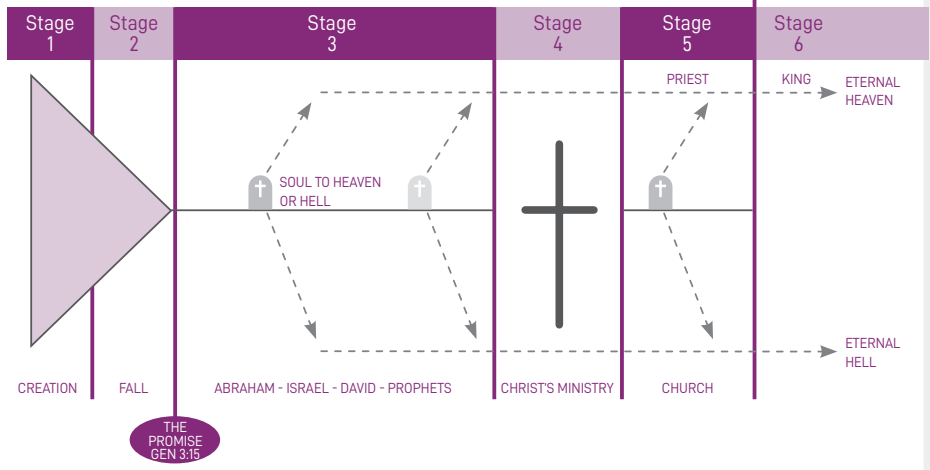 Stage
1
Stage
2
Stage
3
Stage
4
Stage
5
Stage
6
PRIEST
KING
ETERNAL
HEAVEN
SOUL TO HEAVEN
OR HELL
ETERNAL
HELL
CREATION
FALL
ABRAHAM - ISRAEL - DAVID - PROPHETS
CHRIST'S MINISTRY
CHURCH
THE
PROMISE
GEN 3:15